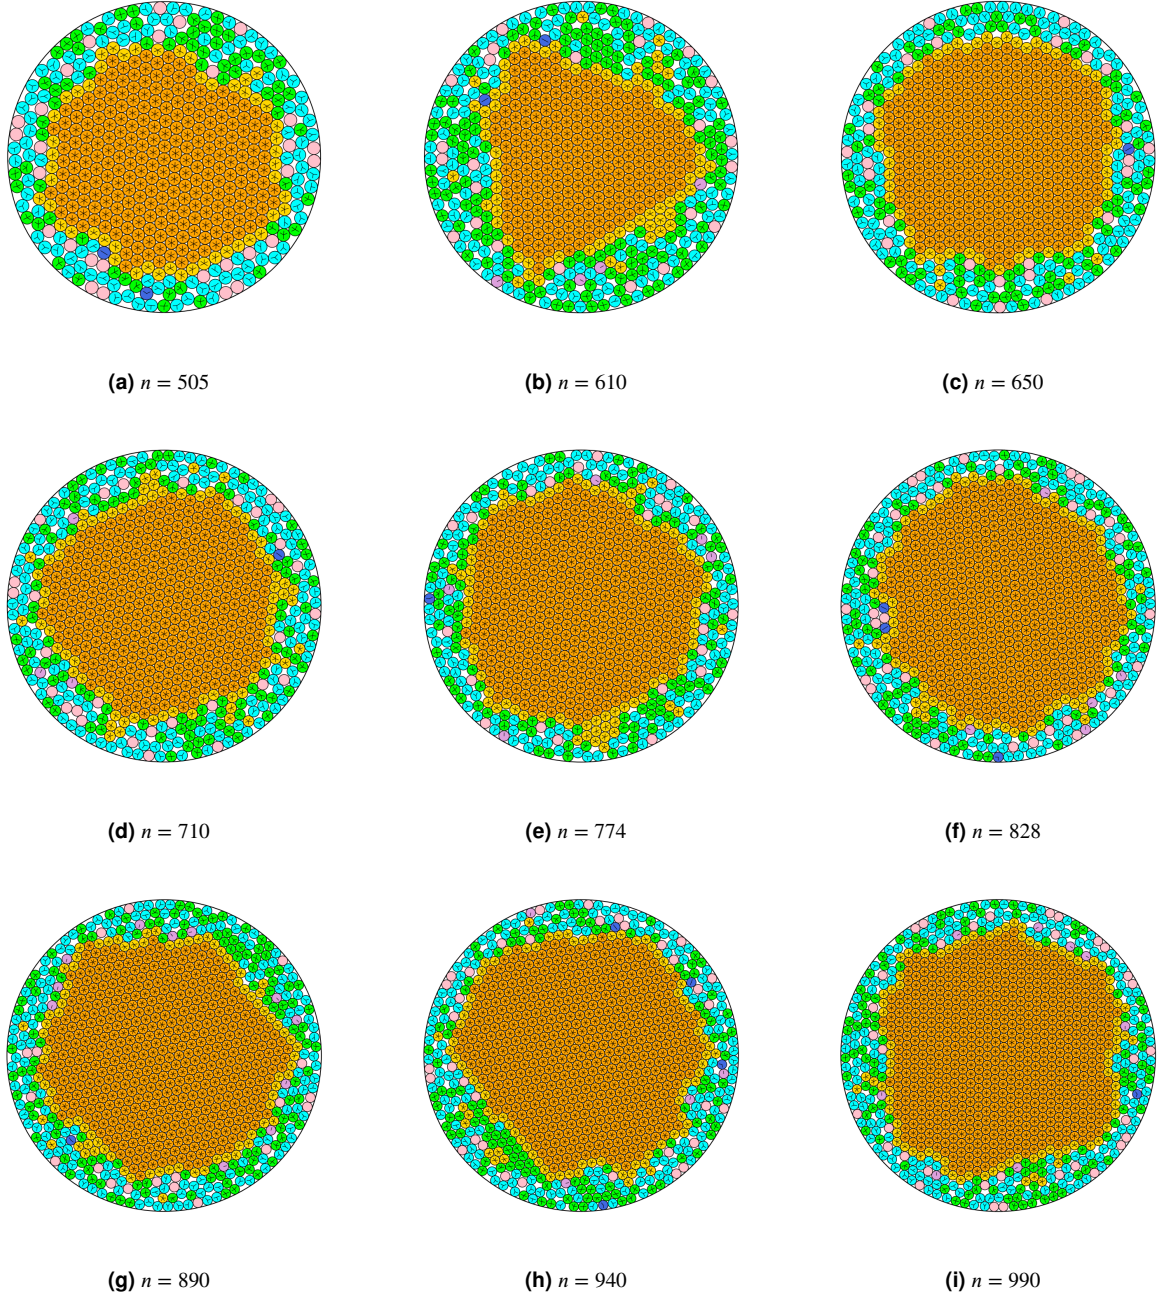 (a) n = 505
(b) n = 610
(c) n = 650
(d) n = 710
(e) n = 774
(f) n = 828
(g) n = 890
(h) n = 940
(i) n = 990